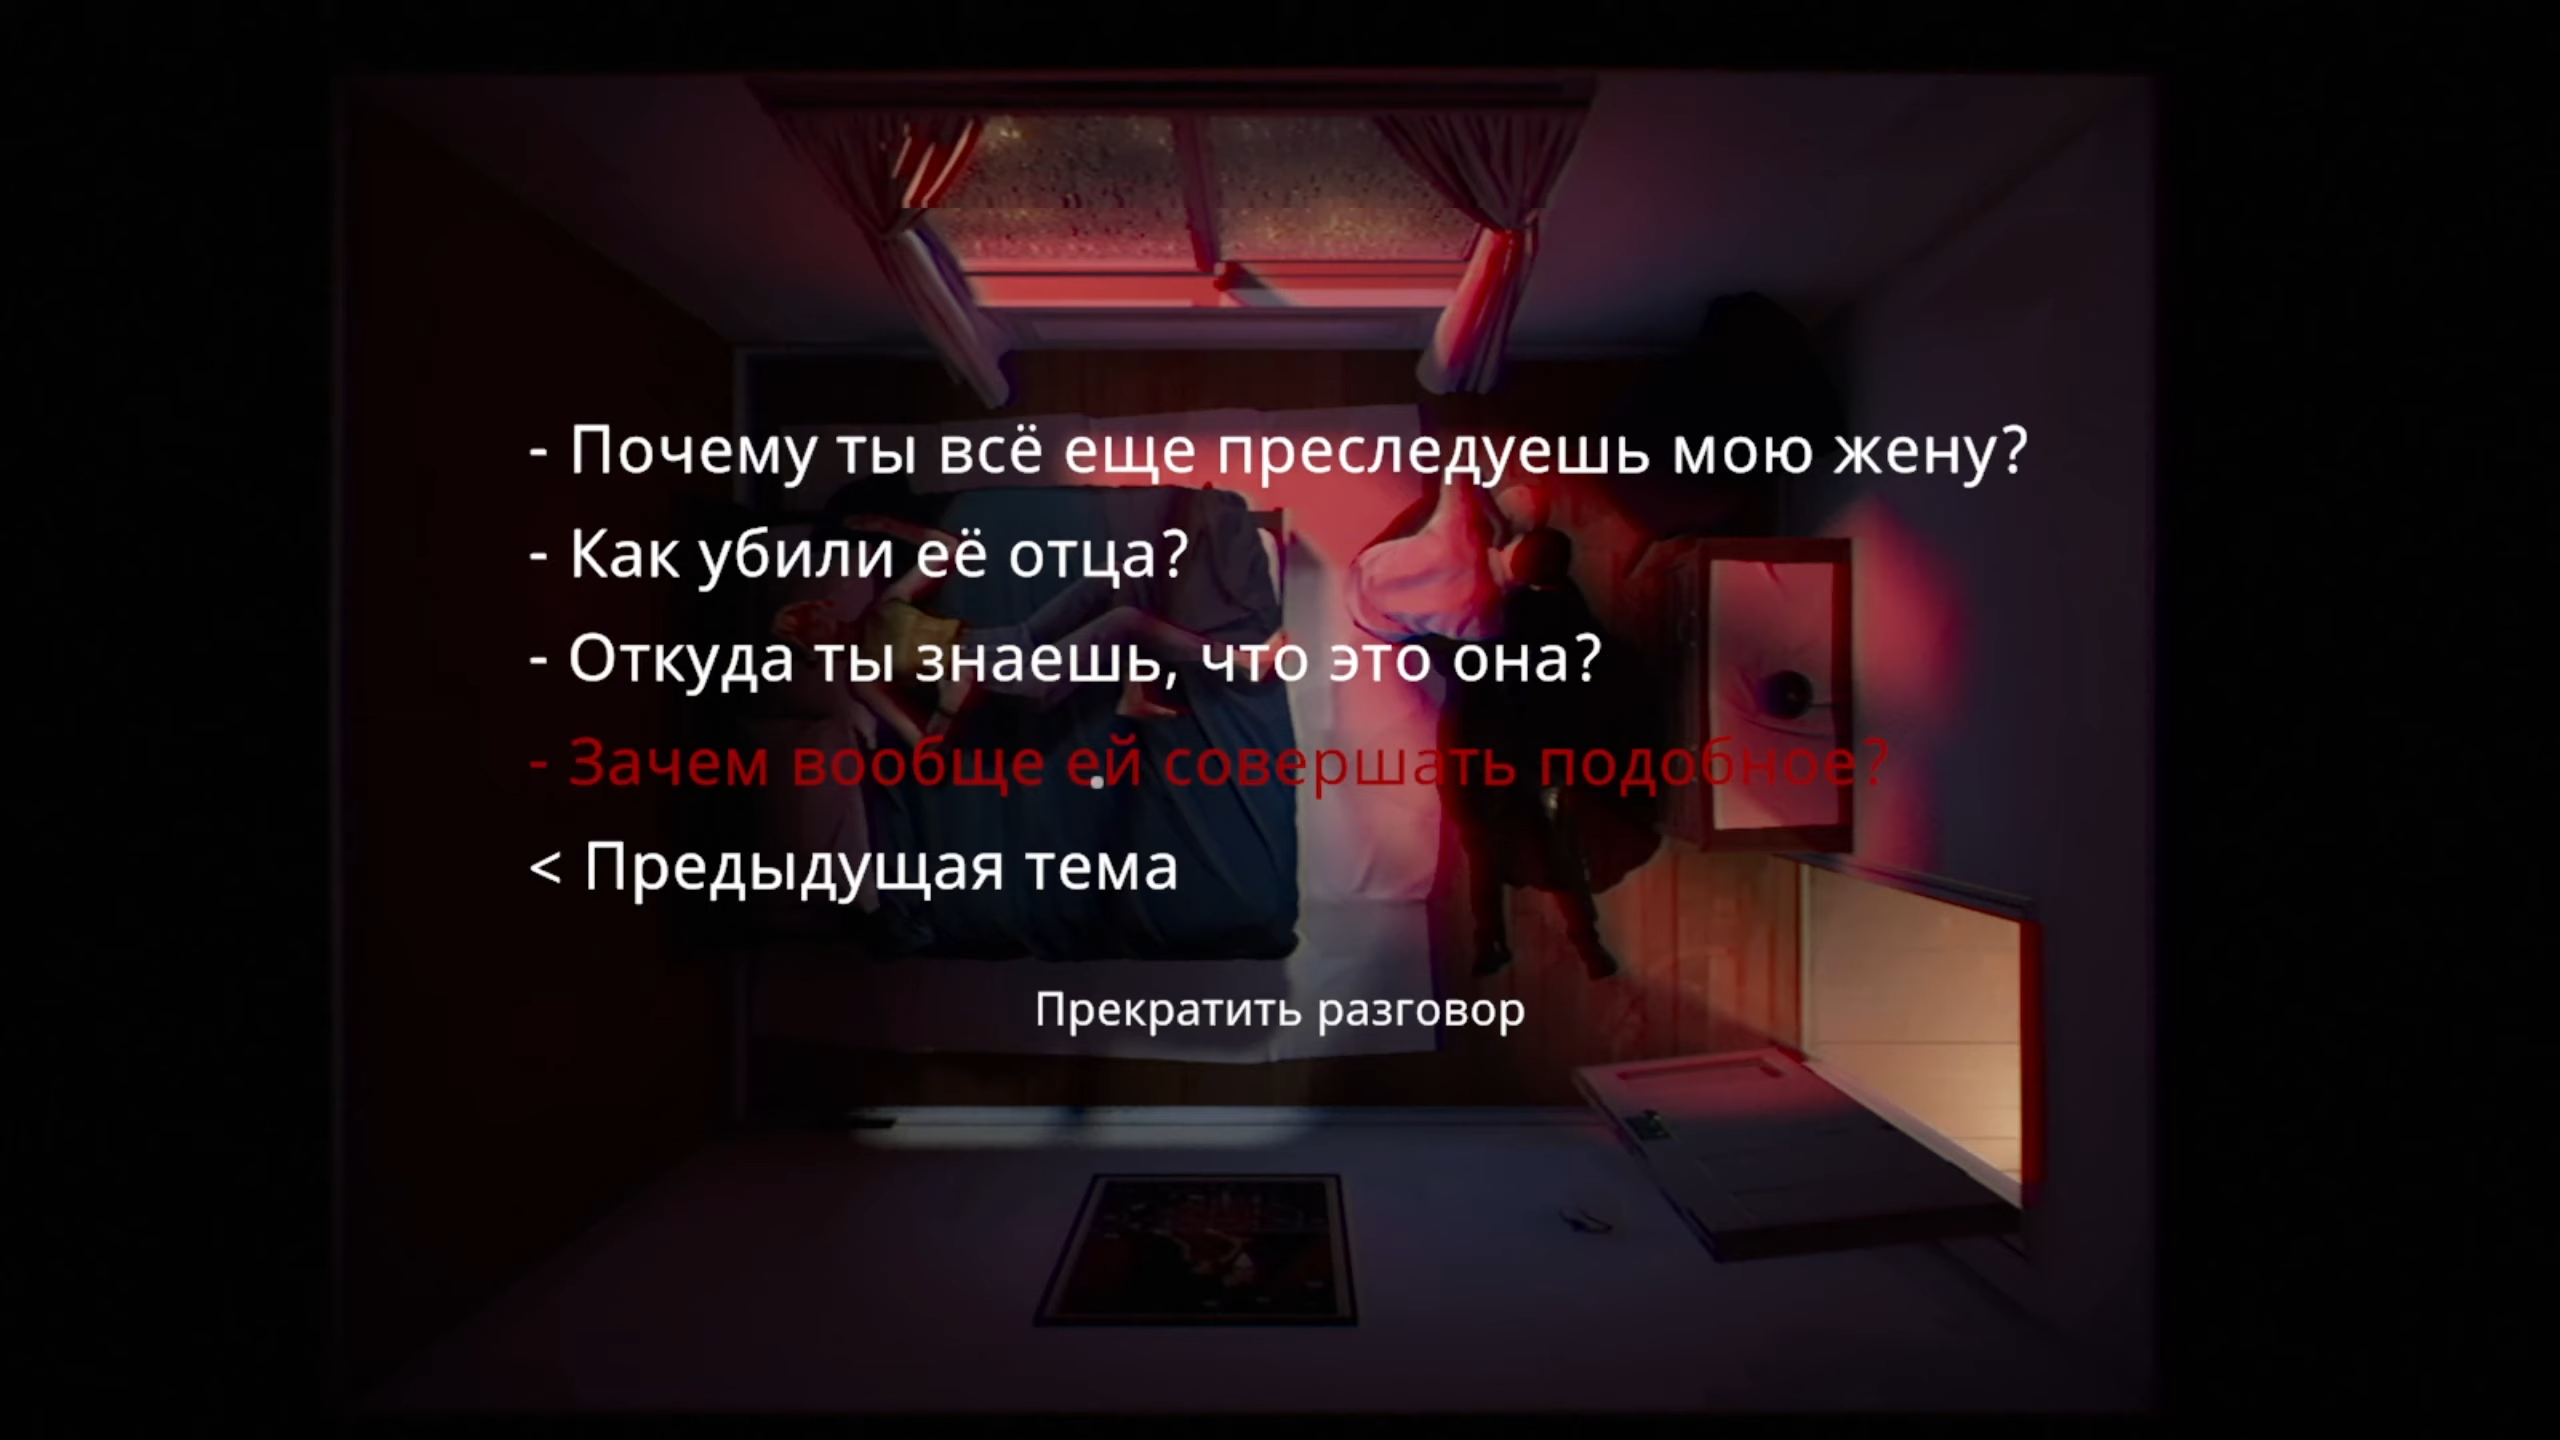 - Почему ты всё еще преследуешь мою жену?
- Как убили её отца?
- Откуда ты знаешь, что это она?
- Зачем вообще ей совершать подобное?
< Предыдущая тема
Прекратить разговор